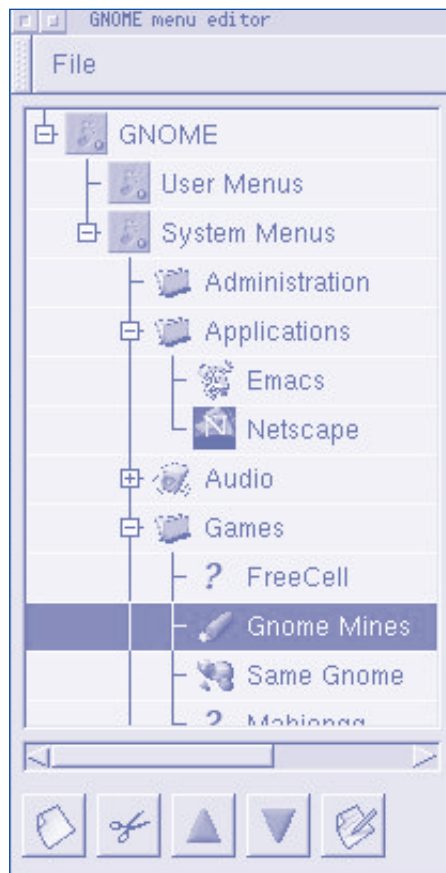 GNOME menu editor
File
GNOME
User Menus
System Menus
Administration
Applications
Emacs
Netscape
Audio
Games
? FreeCell
Gnome Mines
Same Gnome
? Mahjongg